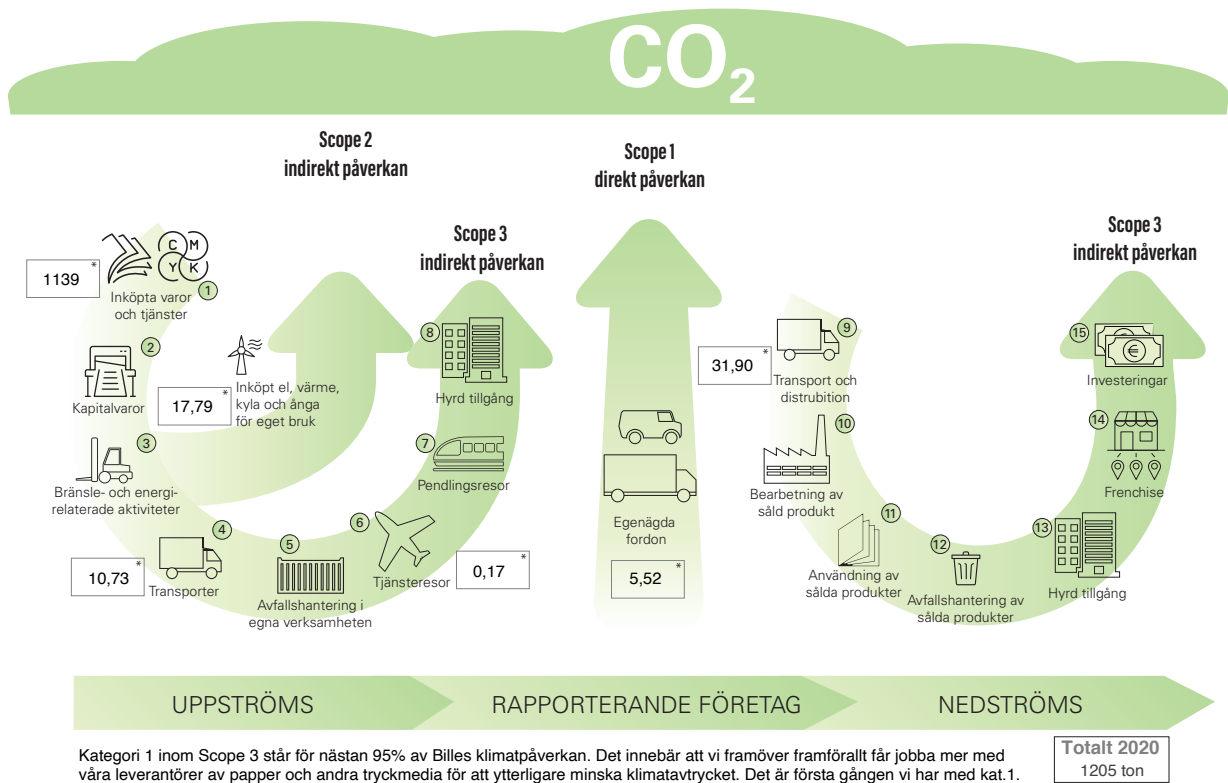 CO2
Scope 2
indirekt påverkan
Scope 1
direkt påverkan
Scope 3
indirekt påverkan
Scope 3
indirekt påverkan
1139 *
C M
Y K
Inköpta varor
och tjänster
1
2
Kapitalvaror
17,79 *
Inköpt el, värme,
kyla och ånga
för eget bruk
3
Bränsle- och energi-
relaterade aktiviteter
4
10,73 *
Transporter
5
Avfallshantering i
egna verksamheten
6
Tjänsteresor
0,17 *
7
Pendlingsresor
8
Hyrd tillgång
Egenägda
fordon
5,52 *
31,90 *
9
Transport och
distrubition
10
Bearbetning av
såld produkt
11
Användning av
sålda produkter
12
Avfallshantering av
sålda produkter
13
Hyrd tillgång
14
Frenchise
15
€
Investeringar
UPPSTRÖMS
RAPPORTERANDE FÖRETAG
NEDSTRÖMS
Kategori 1 inom Scope 3 står för nästan 95% av Billes klimatpåverkan. Det innebär att vi framöver framförallt får jobba mer med
våra leverantörer av papper och andra tryckmedia för att ytterligare minska klimatavtrycket. Det är första gången vi har med kat.1.
Totalt 2020
1205 ton